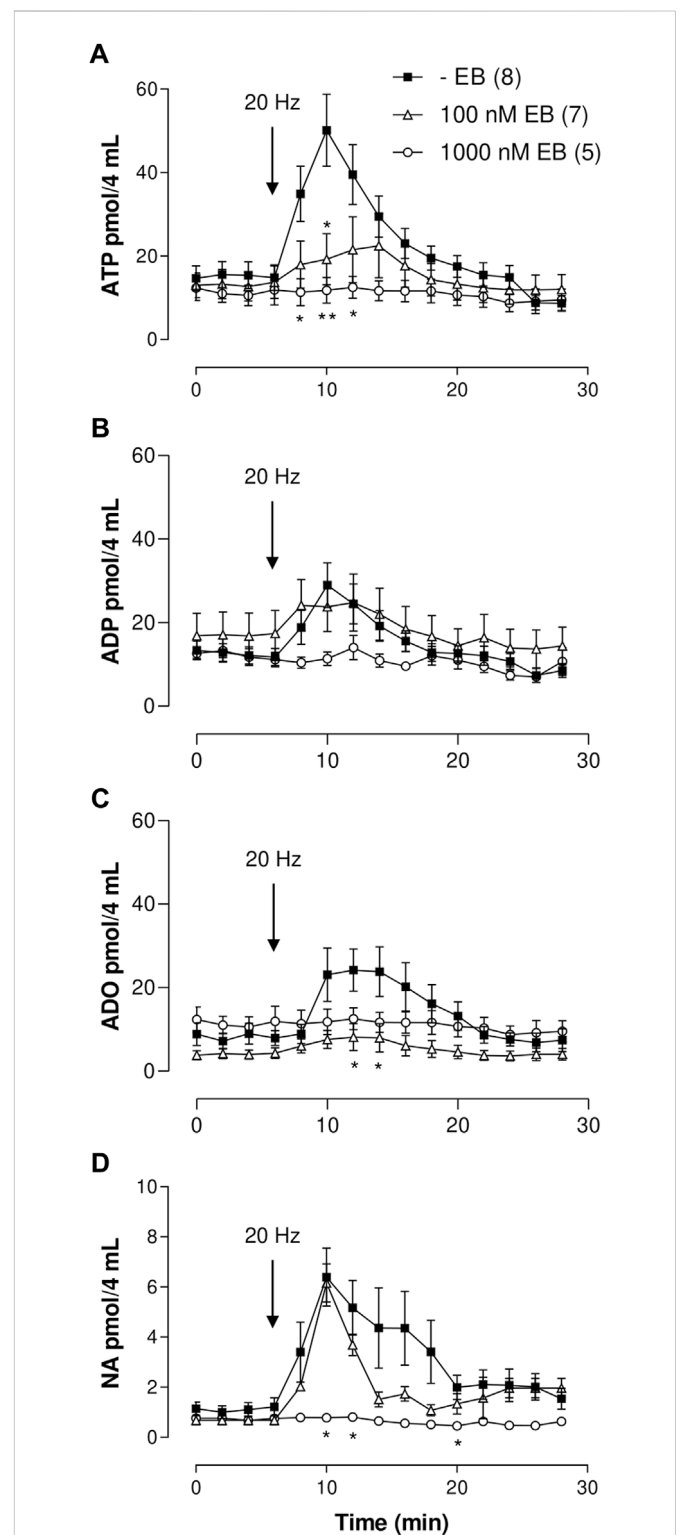 A
60
20 Hz
- EB (8)
100 nM EB (7)
1000 nM EB (5)
40
ATP pmol/4 mL
*
20
* ** *
0
0 10 20 30
B
60
20 Hz
40
ADP pmol/4 mL
20
0
0 10 20 30
C
60
20 Hz
40
ADO pmol/4 mL
20
* *
0
0 10 20 30
D
10
20 Hz
8
6
NA pmol/4 mL
4
2
0
* * *
0 10 20 30
Time (min)